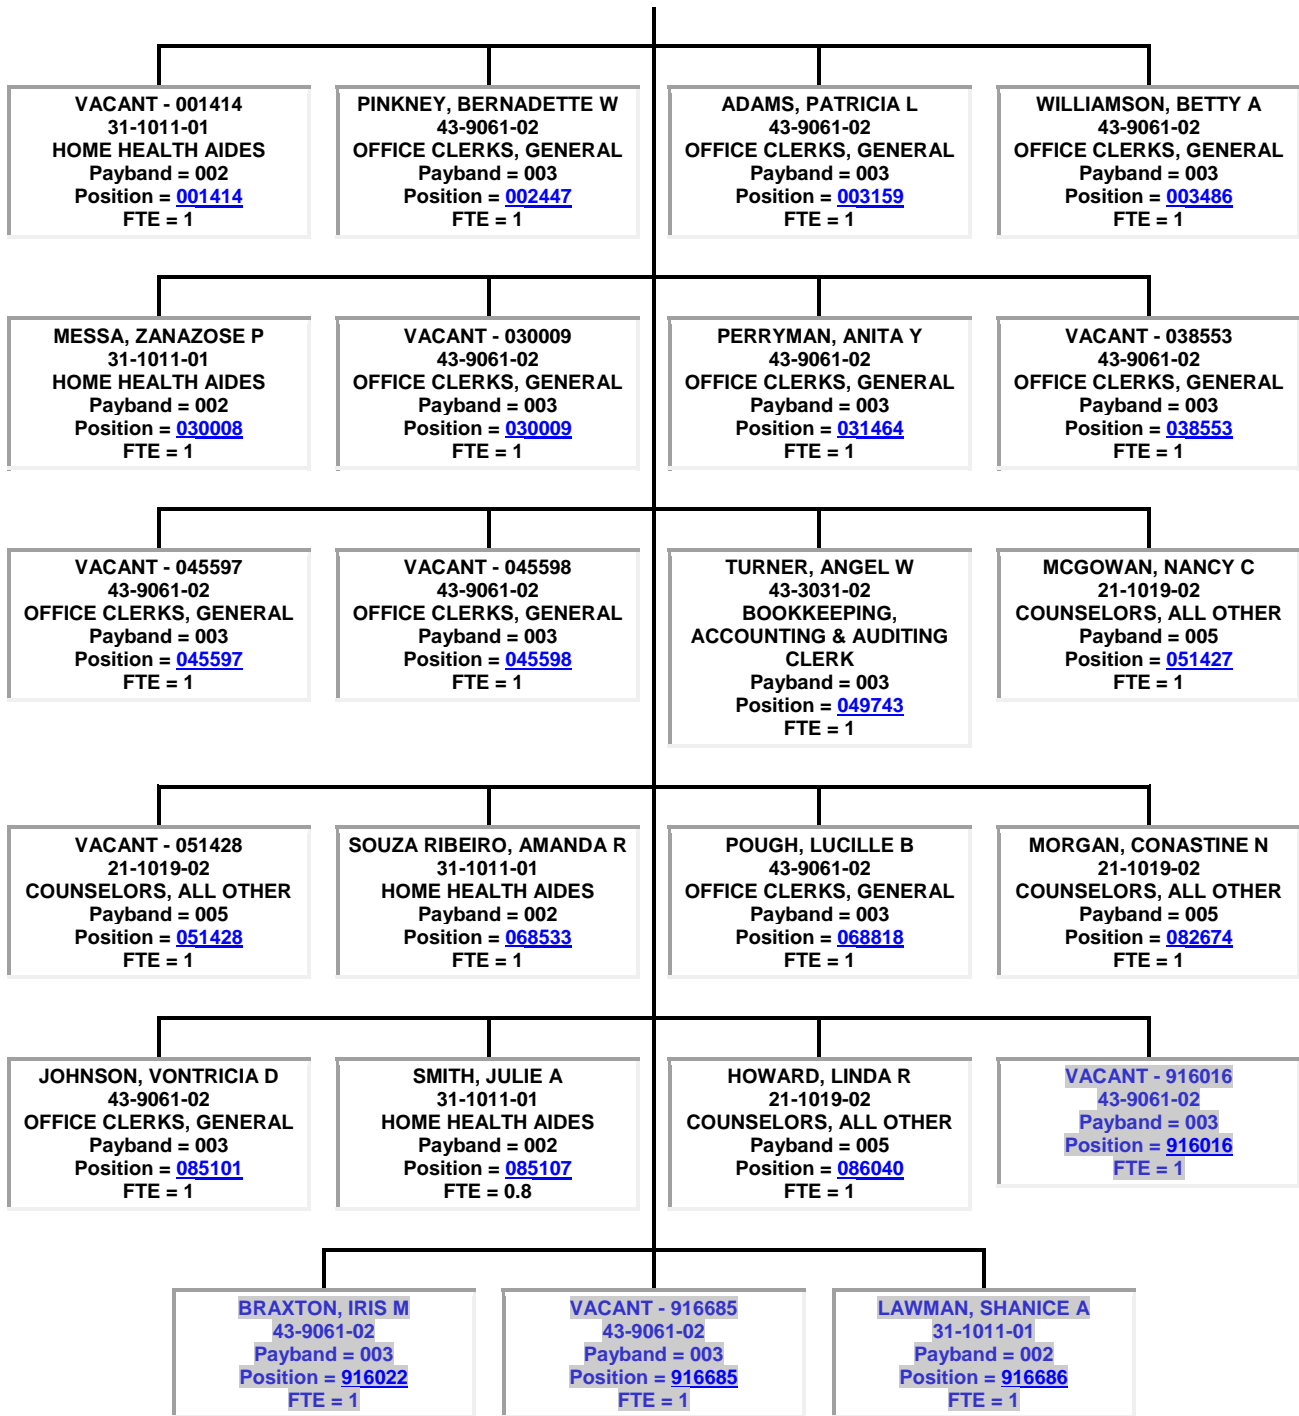 VACANT - 001414
31-1011-01
HOME HEALTH AIDES
Payband = 002
Position = 001414
FTE = 1
PINKNEY, BERNADETTE W
43-9061-02
OFFICE CLERKS, GENERAL
Payband = 003
Position = 002447
FTE = 1
ADAMS, PATRICIA L
43-9061-02
OFFICE CLERKS, GENERAL
Payband = 003
Position = 003159
FTE = 1
WILLIAMSON, BETTY A
43-9061-02
OFFICE CLERKS, GENERAL
Payband = 003
Position = 003486
FTE = 1
MESSA, ZANAZOSE P
31-1011-01
HOME HEALTH AIDES
Payband = 002
Position = 030008
FTE = 1
VACANT - 030009
43-9061-02
OFFICE CLERKS, GENERAL
Payband = 003
Position = 030009
FTE = 1
PERRYMAN, ANITA Y
43-9061-02
OFFICE CLERKS, GENERAL
Payband = 003
Position = 031464
FTE = 1
VACANT - 038553
43-9061-02
OFFICE CLERKS, GENERAL
Payband = 003
Position = 038553
FTE = 1
VACANT - 045597
43-9061-02
OFFICE CLERKS, GENERAL
Payband = 003
Position = 045597
FTE = 1
VACANT - 045598
43-9061-02
OFFICE CLERKS, GENERAL
Payband = 003
Position = 045598
FTE = 1
TURNER, ANGEL W
43-3031-02
BOOKKEEPING,
ACCOUNTING & AUDITING
CLERK
Payband = 003
Position = 049743
FTE = 1
MCGOWAN, NANCY C
21-1019-02
COUNSELORS, ALL OTHER
Payband = 005
Position = 051427
FTE = 1
VACANT - 051428
21-1019-02
COUNSELORS, ALL OTHER
Payband = 005
Position = 051428
FTE = 1
SOUZA RIBEIRO, AMANDA R
31-1011-01
HOME HEALTH AIDES
Payband = 002
Position = 068533
FTE = 1
POUGH, LUCILLE B
43-9061-02
OFFICE CLERKS, GENERAL
Payband = 003
Position = 068818
FTE = 1
MORGAN, CONASTINE N
21-1019-02
COUNSELORS, ALL OTHER
Payband = 005
Position = 082674
FTE = 1
JOHNSON, VONTRICIA D
43-9061-02
OFFICE CLERKS, GENERAL
Payband = 003
Position = 085101
FTE = 1
SMITH, JULIE A
31-1011-01
HOME HEALTH AIDES
Payband = 002
Position = 085107
FTE = 0.8
HOWARD, LINDA R
21-1019-02
COUNSELORS, ALL OTHER
Payband = 005
Position = 086040
FTE = 1
VACANT - 916016
43-9061-02
Payband = 003
Position = 916016
FTE = 1
BRAXTON, IRIS M
43-9061-02
Payband = 003
Position = 916022
FTE = 1
VACANT - 916685
43-9061-02
Payband = 003
Position = 916685
FTE = 1
LAWMAN, SHANICE A
31-1011-01
Payband = 002
Position = 916686
FTE = 1